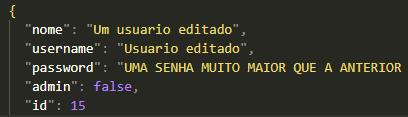 {
"nome": "Um usuario editado",
"username": "Usuario editado",
"password": "UMA SENHA MUITO MAIOR QUE A ANTERIOR
"admin": false,
"id": 15